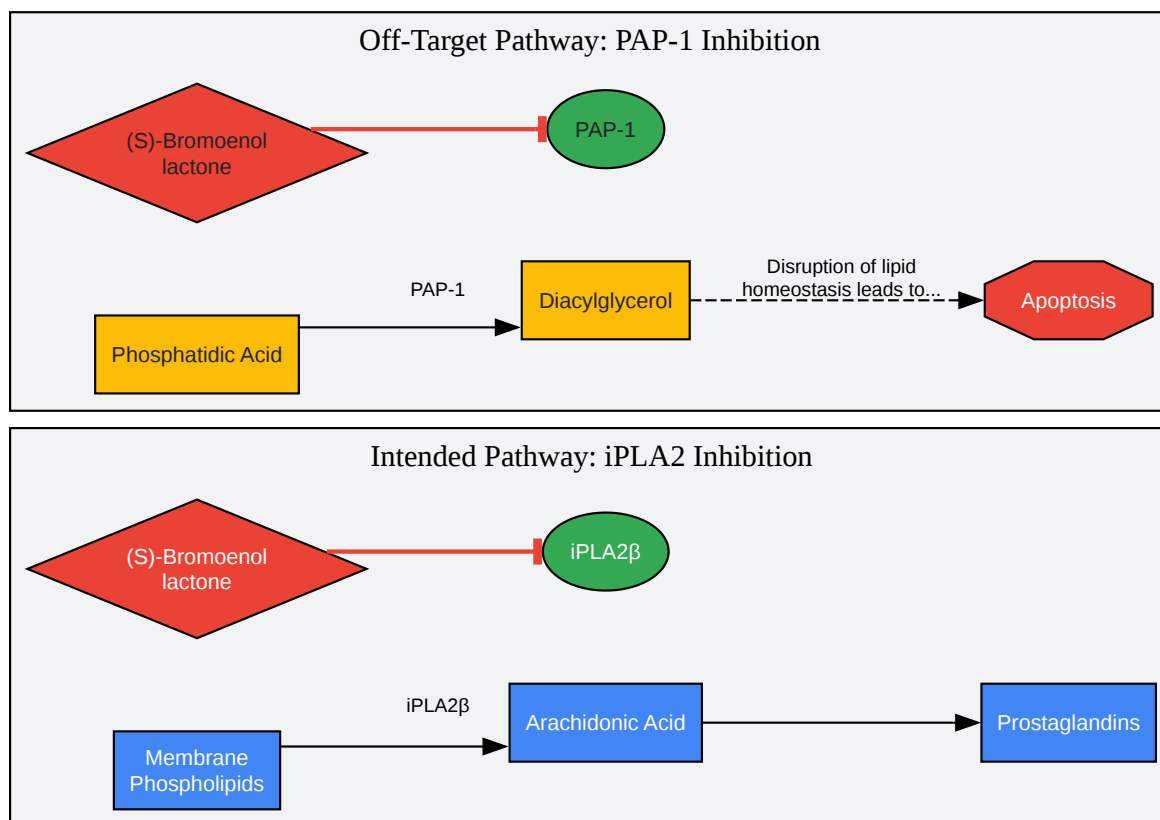 Off-Target Pathway: PAP-1 Inhibition
(S)-Bromoenol
lactone
PAP-1
Phosphatidic Acid
PAP-1
Diacylglycerol
Disruption of lipid
homeostasis leads to...
Apoptosis
Intended Pathway: iPLA2 Inhibition
(S)-Bromoenol
lactone
iPLA2β
Membrane
Phospholipids
iPLA2β
Arachidonic Acid
Prostaglandins